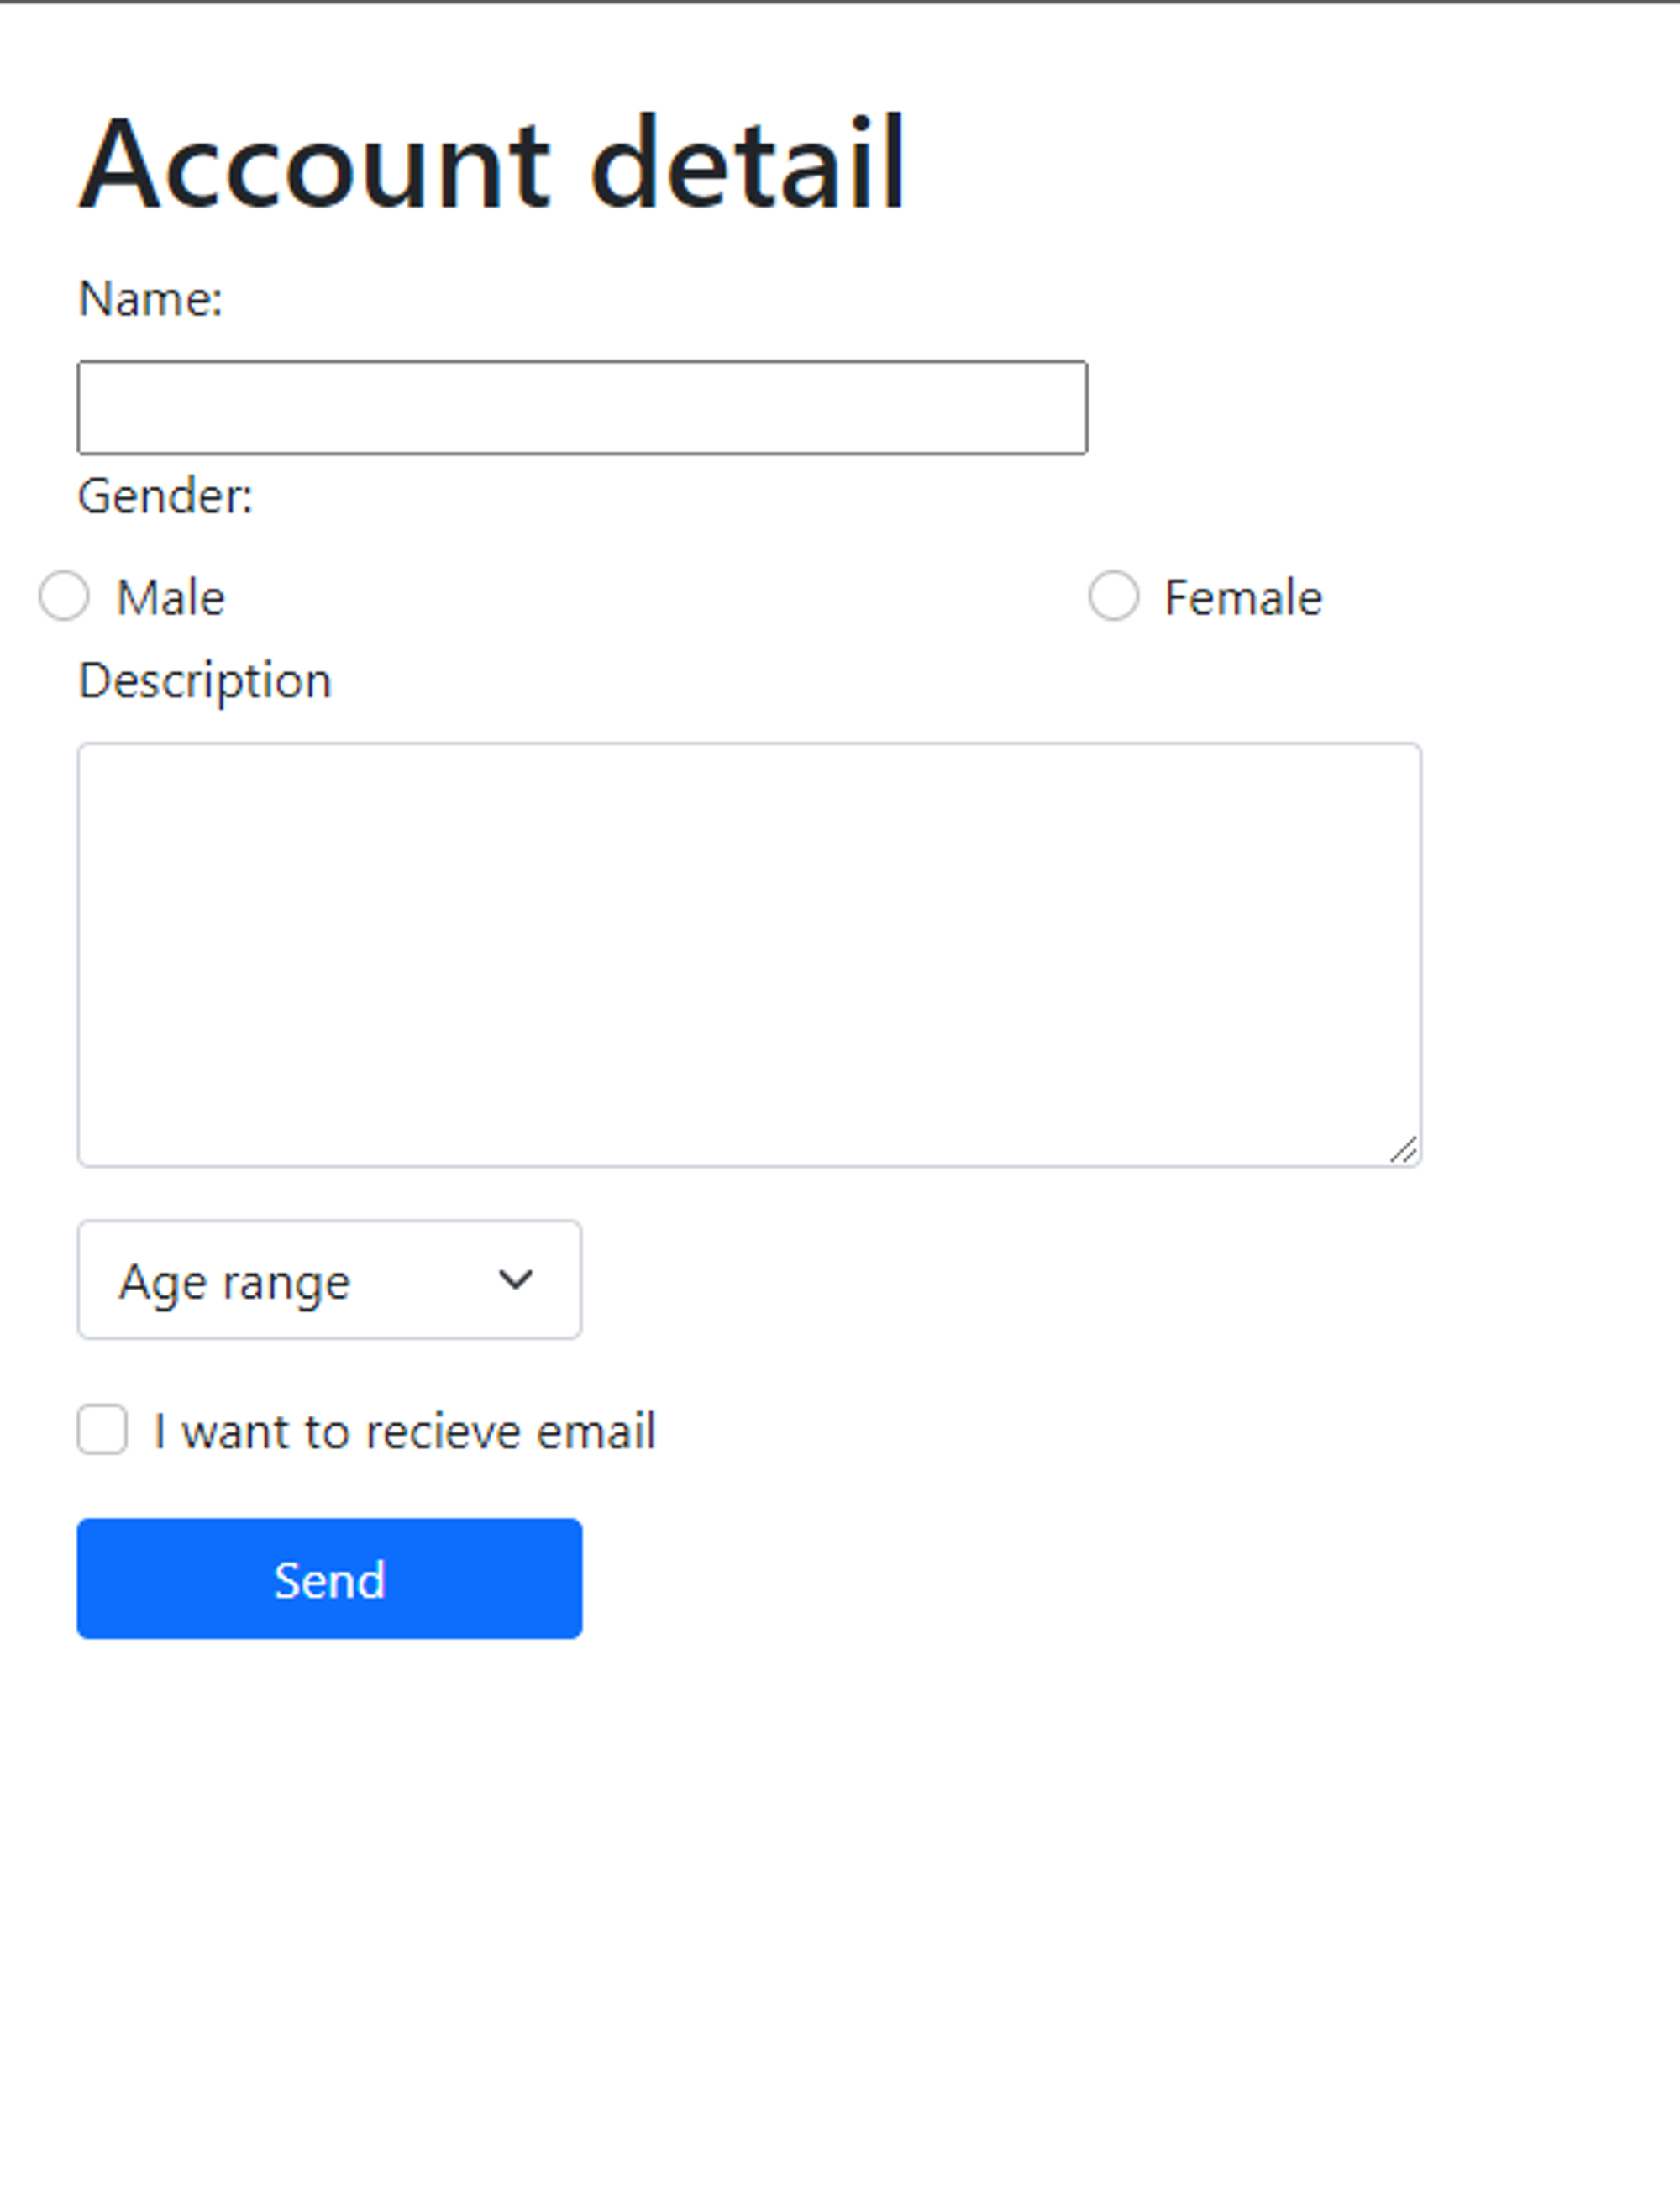 Account detail
Name:
Gender:
Male Female
Description
Age range
I want to recieve email
Send